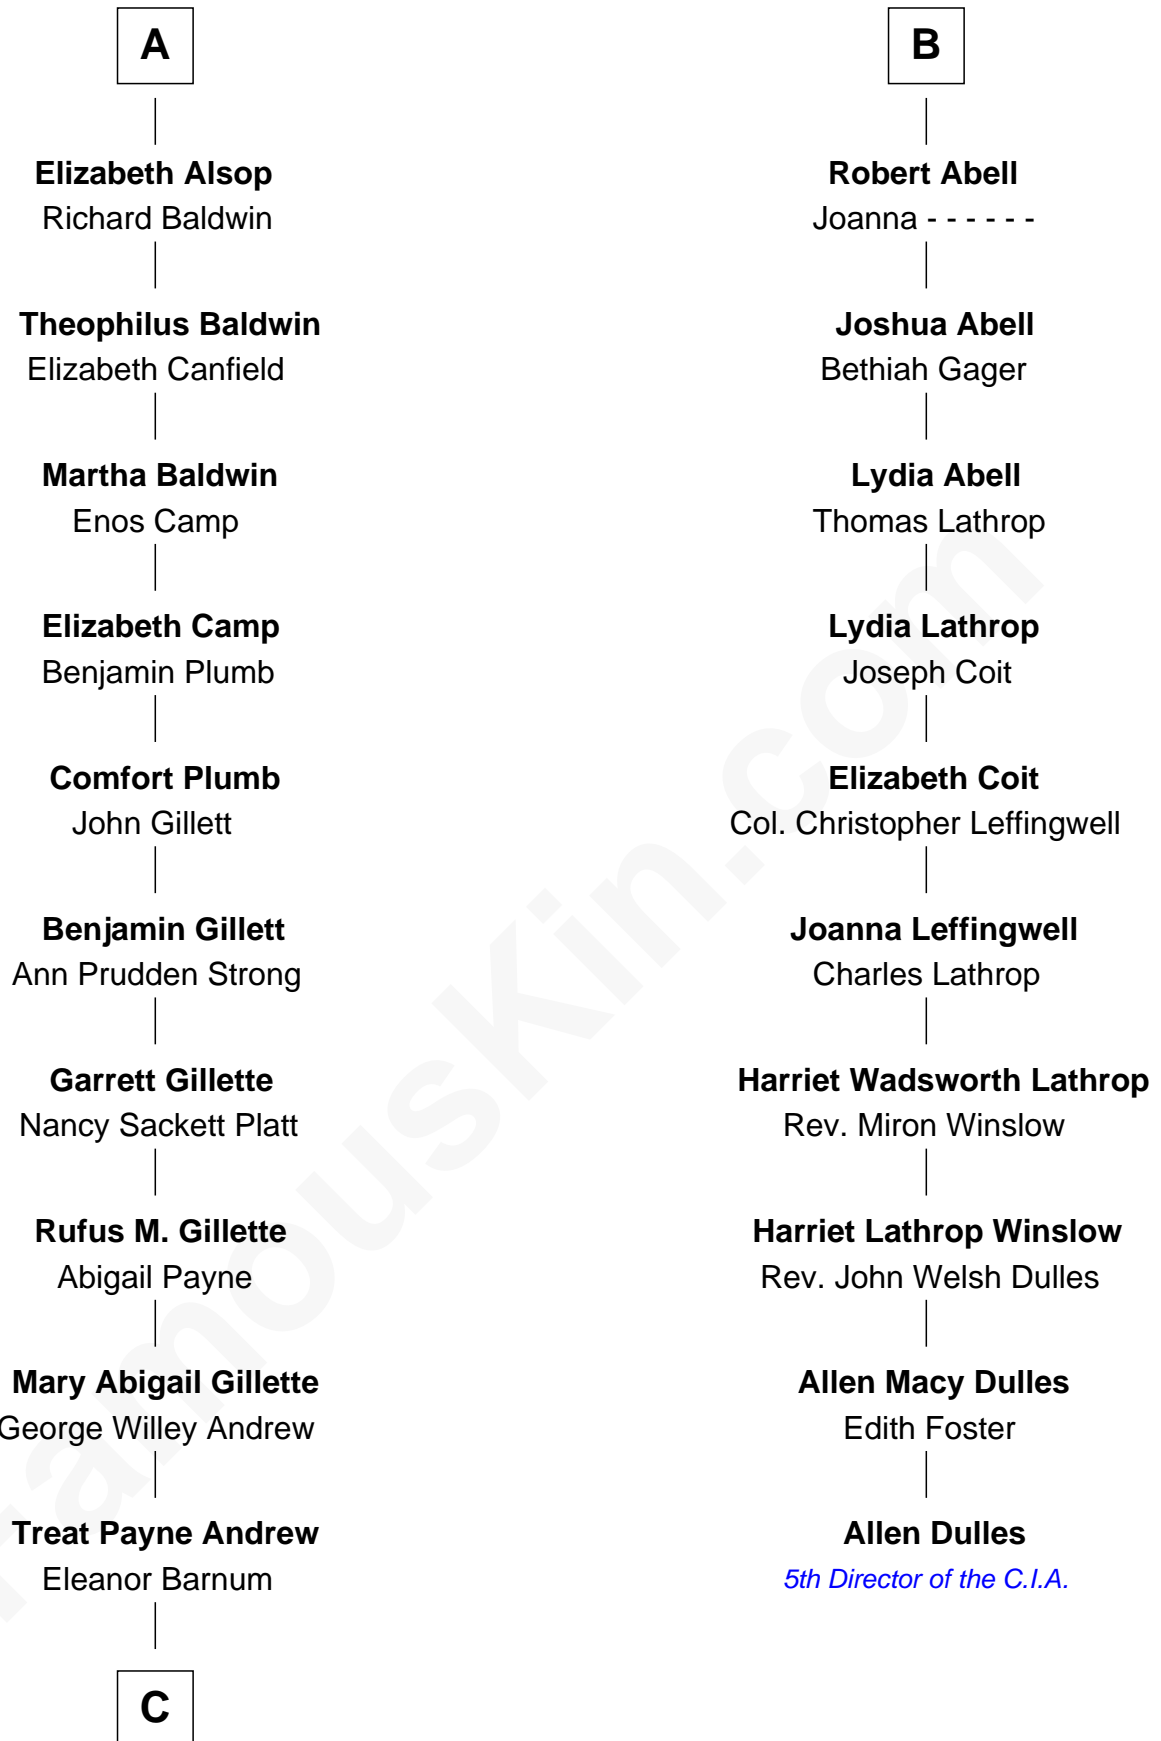 A
Elizabeth Alsop
Richard Baldwin
Theophilus Baldwin
Elizabeth Canfield
Martha Baldwin
Enos Camp
Elizabeth Camp
Benjamin Plumb
Comfort Plumb
John Gillett
Benjamin Gillett
Ann Prudden Strong
Garrett Gillette
Nancy Sackett Platt
Rufus M. Gillette
Abigail Payne
Mary Abigail Gillette
George Willey Andrew
Treat Payne Andrew
Eleanor Barnum
C
B
Robert Abell
Joanna - - - - - -
Joshua Abell
Bethiah Gager
Lydia Abell
Thomas Lathrop
Lydia Lathrop
Joseph Coit
Elizabeth Coit
Col. Christopher Leffingwell
Joanna Leffingwell
Charles Lathrop
Harriet Wadsworth Lathrop
Rev. Miron Winslow
Harriet Lathrop Winslow
Rev. John Welsh Dulles
Allen Macy Dulles
Edith Foster
Allen Dulles
5th Director of the C.I.A.
FamousKin.com